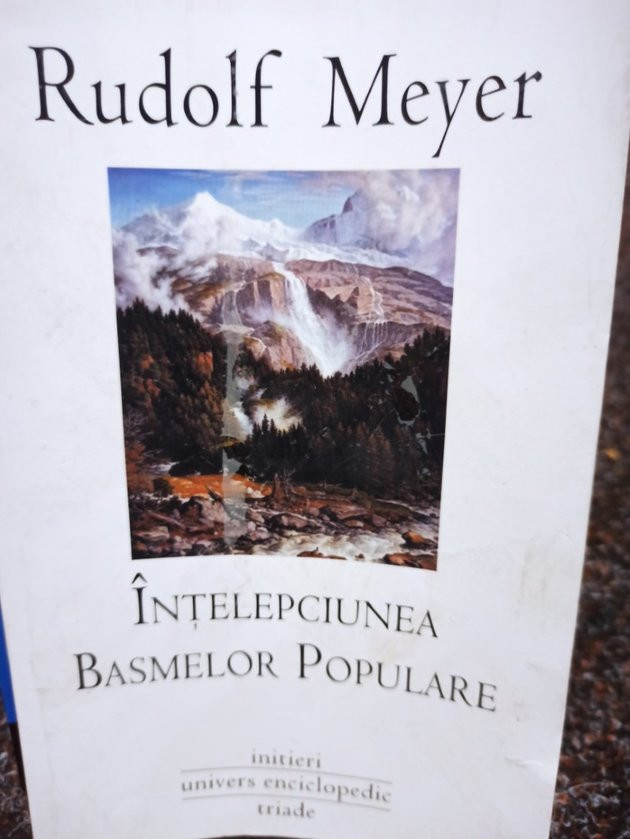 Rudolf Meyer
ÎNȚELEPCIUNEA
BASMELOR POPULARE
initieri
univers enciclopedic
triade